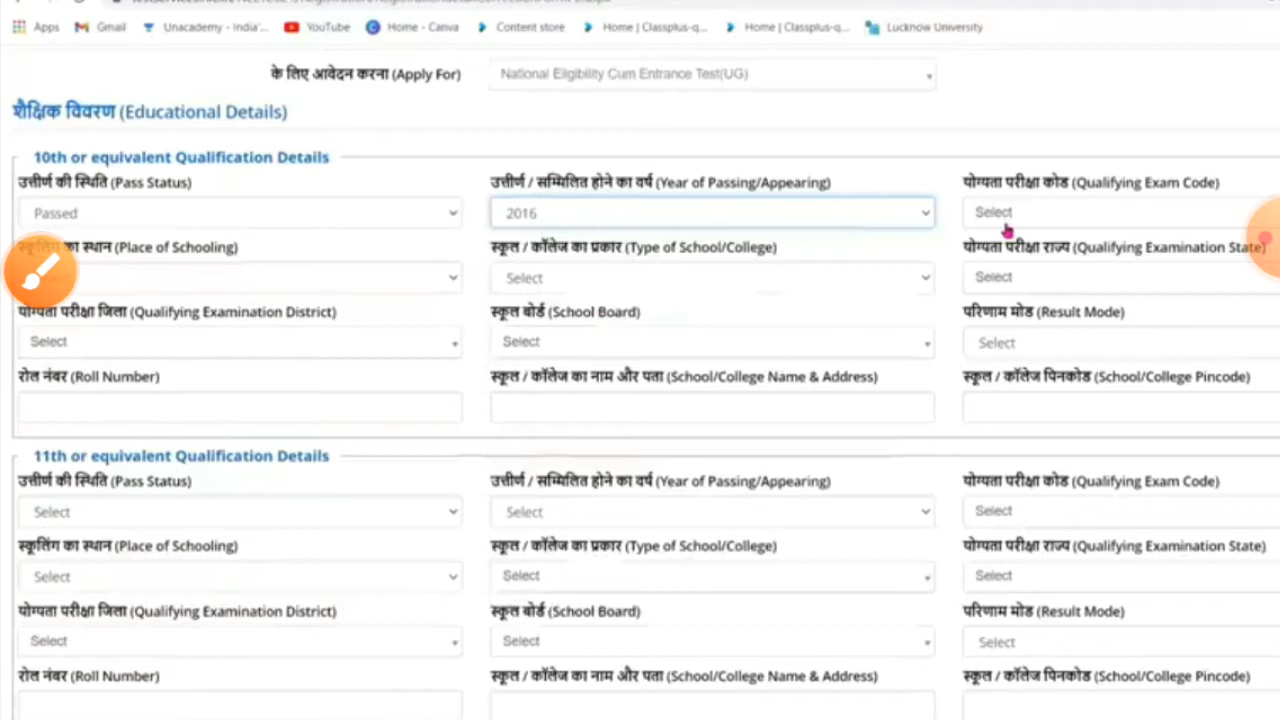 Apps Gmail Unacademy - India'... YouTube Home - Canva Content store Home | Classplus-q... Home | Classplus-q... Lucknow University
के लिए आवेदन करना (Apply For) National Eligibility Cum Entrance Test(UG)
शैक्षिक विवरण (Educational Details)
10th or equivalent Qualification Details
उत्तीर्ण की स्थिति (Pass Status) उत्तीर्ण / सम्मिलित होने का वर्ष (Year of Passing/Appearing) योग्यता परीक्षा कोड (Qualifying Exam Code)
Passed 2016 Select
का स्थान (Place of Schooling) स्कूल / कॉलेज का प्रकार (Type of School/College) योग्यता परीक्षा राज्य (Qualifying Examination State)
Select Select
योग्यता परीक्षा जिला (Qualifying Examination District) स्कूल बोर्ड (School Board) परिणाम मोड (Result Mode)
Select Select Select
रोल नंबर (Roll Number) स्कूल / कॉलेज का नाम और पता (School/College Name & Address) स्कूल / कॉलेज पिनकोड (School/College Pincode)
11th or equivalent Qualification Details
उत्तीर्ण की स्थिति (Pass Status) उत्तीर्ण / सम्मिलित होने का वर्ष (Year of Passing/Appearing) योग्यता परीक्षा कोड (Qualifying Exam Code)
Select Select Select
स्कूलिंग का स्थान (Place of Schooling) स्कूल / कॉलेज का प्रकार (Type of School/College) योग्यता परीक्षा राज्य (Qualifying Examination State)
Select Select Select
योग्यता परीक्षा जिला (Qualifying Examination District) स्कूल बोर्ड (School Board) परिणाम मोड (Result Mode)
Select Select Select
रोल नंबर (Roll Number) स्कूल / कॉलेज का नाम और पता (School/College Name & Address) स्कूल / कॉलेज पिनकोड (School/College Pincode)